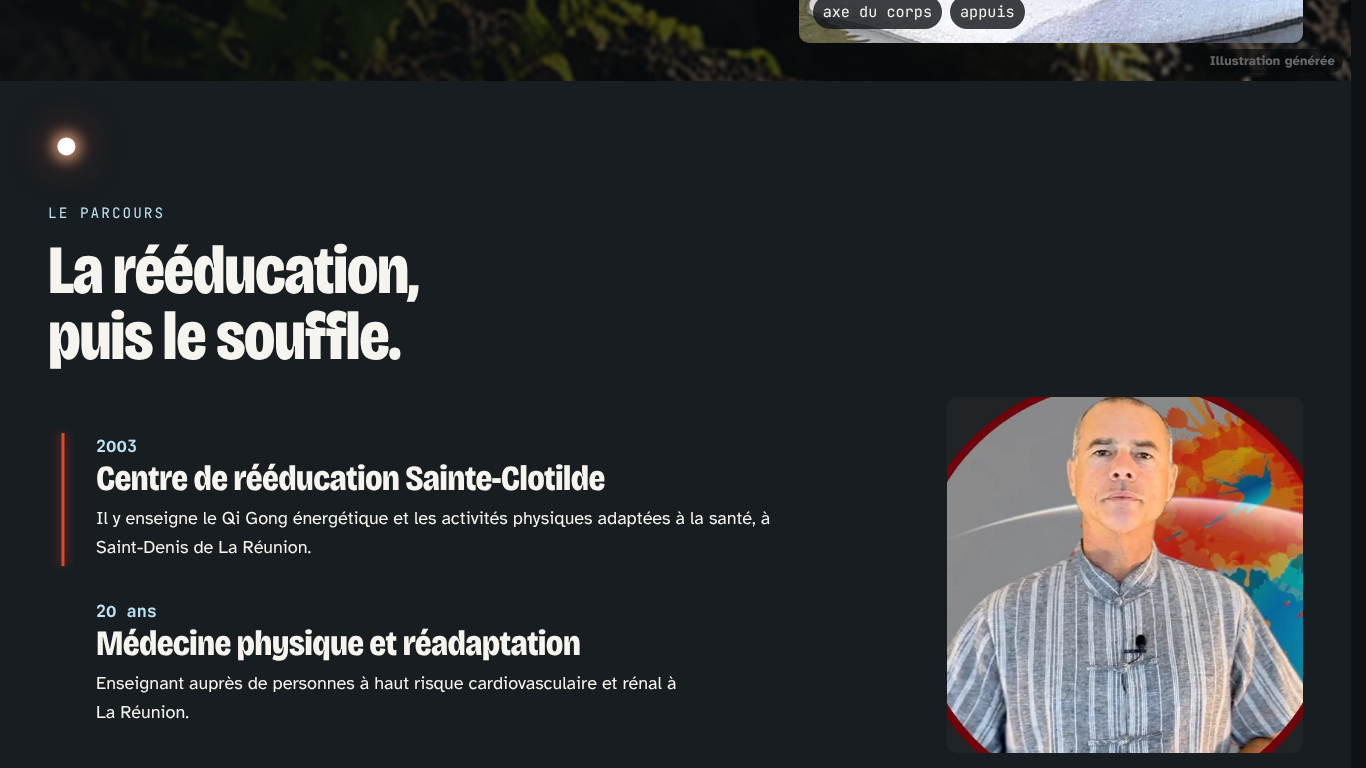 axe du corps
appuis
Illustration générée
LE PARCOURS
La rééducation,
puis le souffle.
2003
Centre de rééducation Sainte-Clotilde
Il y enseigne le Qi Gong énergétique et les activités physiques adaptées à la santé, à
Saint-Denis de La Réunion.
20 ans
Médecine physique et réadaptation
Enseignant auprès de personnes à haut risque cardiovasculaire et rénal à
La Réunion.